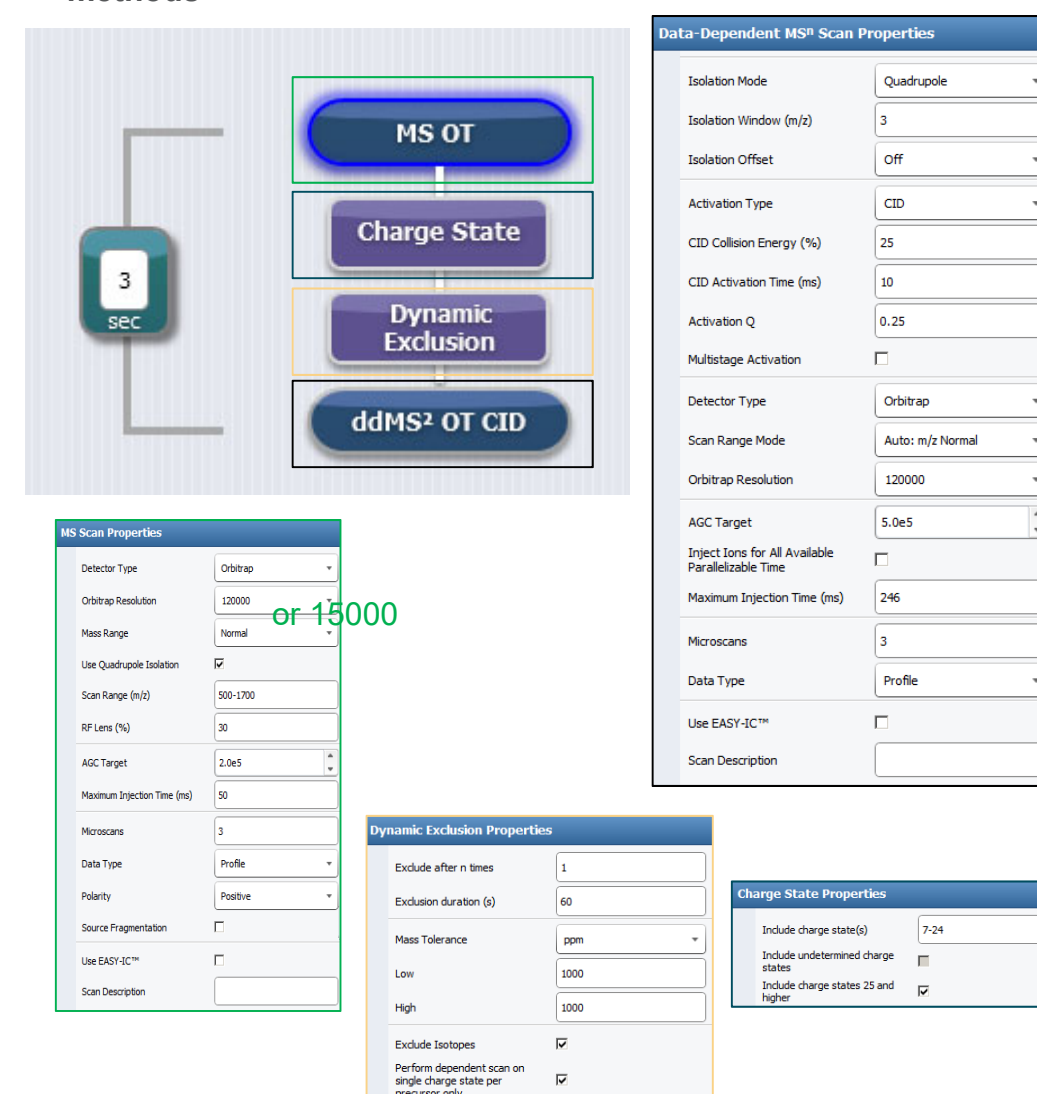 MS OT
Charge State
3
sec
Dynamic
Exclusion
ddMS² OT CID
Data-Dependent MSⁿ Scan Properties
Isolation Mode Quadrupole
Isolation Window (m/z) 3
Isolation Offset Off
Activation Type CID
CID Collision Energy (%) 25
CID Activation Time (ms) 10
Activation Q 0.25
Multistage Activation
Detector Type Orbitrap
Scan Range Mode Auto: m/z Normal
Orbitrap Resolution 120000
AGC Target 5.0e5
Inject Ions for All Available
Parallelizable Time
Maximum Injection Time (ms) 246
Microscans 3
Data Type Profile
Use EASY-IC™
Scan Description
MS Scan Properties
Detector Type Orbitrap
Orbitrap Resolution 120000
or 15000
Mass Range Normal
Use Quadrupole Isolation
Scan Range (m/z) 500-1700
RF Lens (%) 30
AGC Target 2.0e5
Maximum Injection Time (ms) 50
Microscans 3
Data Type Profile
Polarity Positive
Source Fragmentation
Use EASY-IC™
Scan Description
Dynamic Exclusion Properties
Exclude after n times 1
Exclusion duration (s) 60
Mass Tolerance ppm
Low 1000
High 1000
Exclude Isotopes
Perform dependent scan on
single charge state per
precursor only
Charge State Properties
Include charge state(s) 7-24
Include undetermined charge
states
Include charge states 25 and
higher